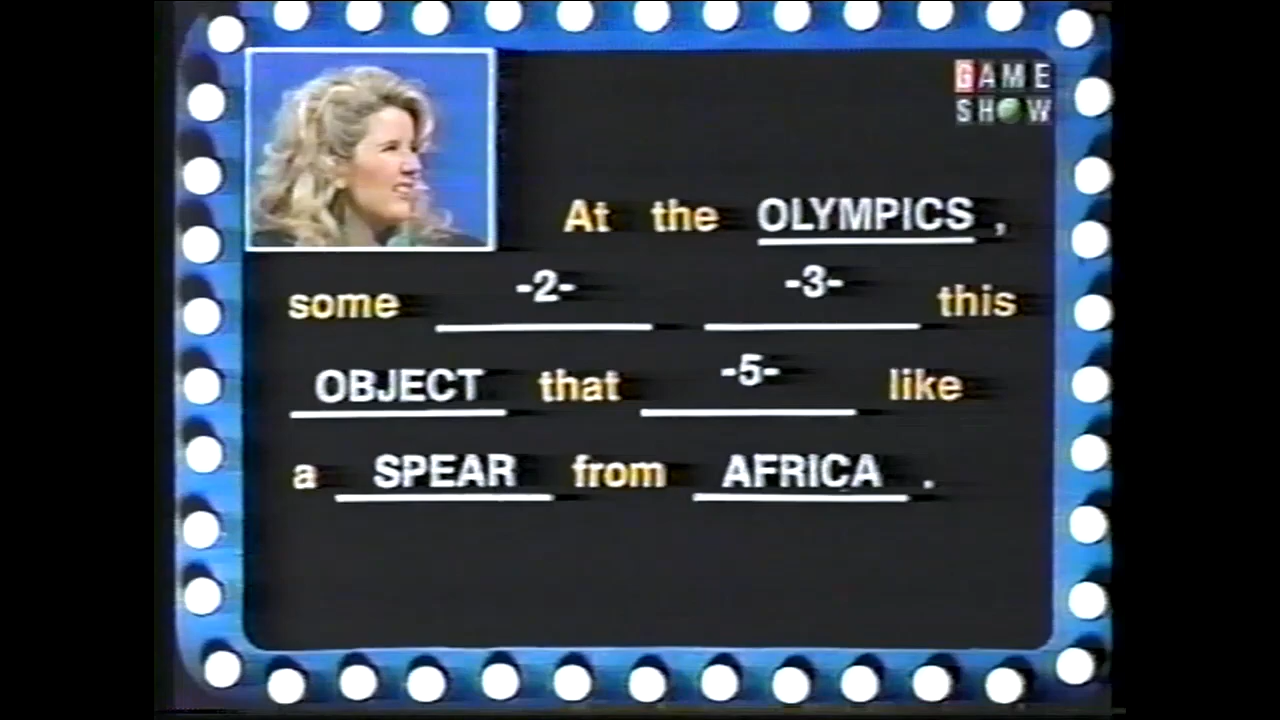 GAME
SHOW
At the OLYMPICS ,
some -2- -3- this
OBJECT that -5- like
a SPEAR from AFRICA .